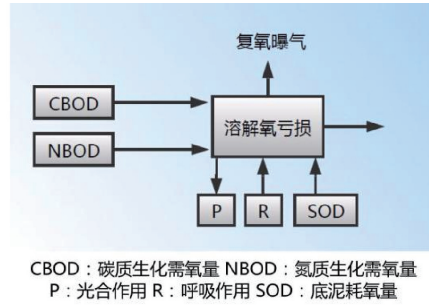 复氧曝气
CBOD
溶解氧亏损
NBOD
P
R
SOD
CBOD：碳质生化需氧量 NBOD：氮质生化需氧量
P：光合作用 R：呼吸作用 SOD：底泥耗氧量